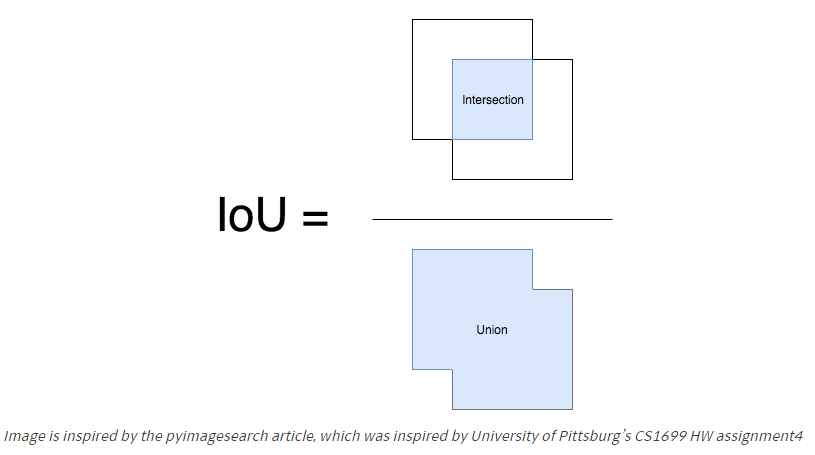 Intersection
IoU =
Union
Image is inspired by the pyimagesearch article, which was inspired by University of Pittsburg's CS1699 HW assignment4